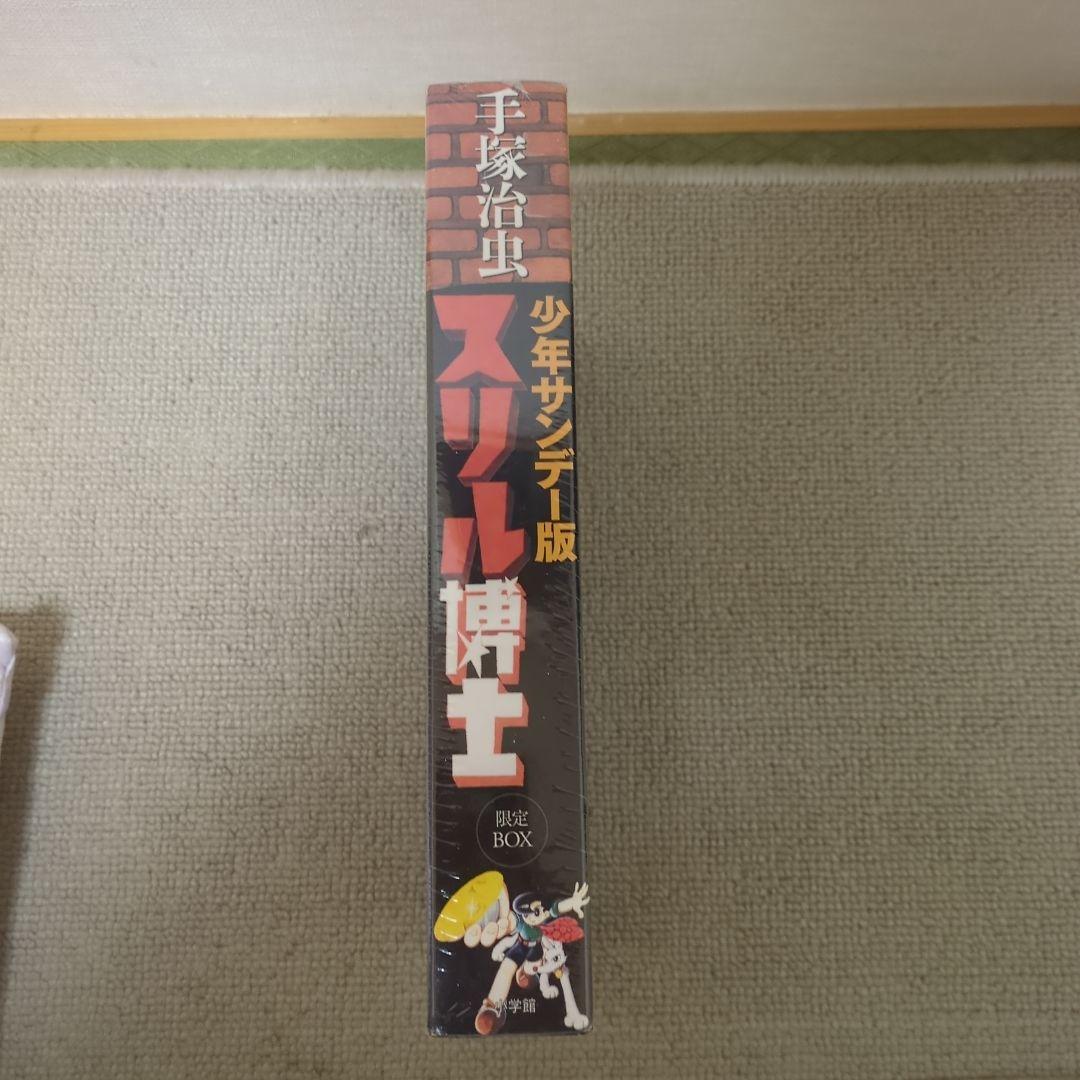 手塚治虫
少年サンデー版
スリル博士
限定
BOX
小学館